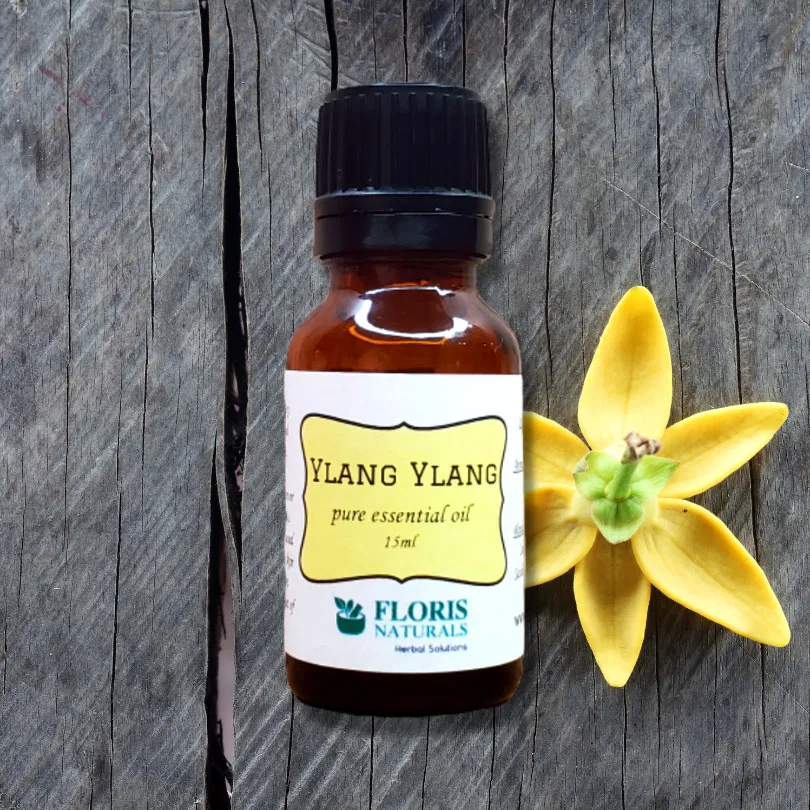 YLANG YLANG
pure essential oil
15ml
FLORIS
NATURALS
Herbal Solutions